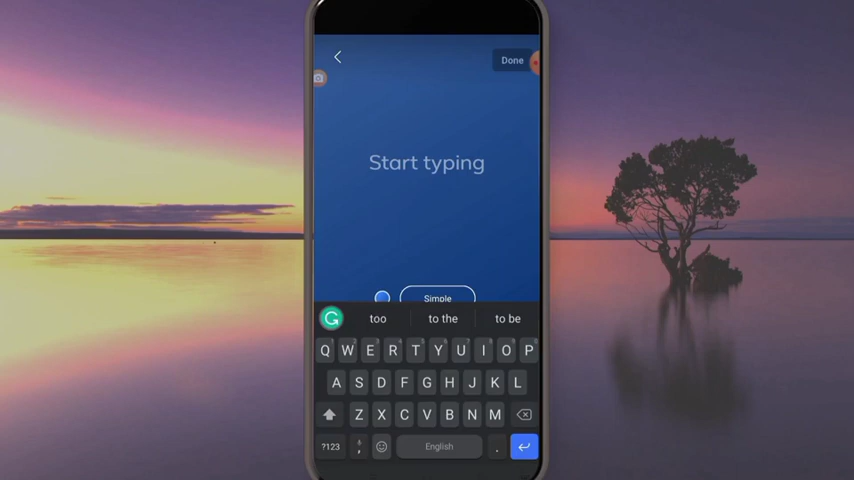 Done
Start typing
Simple
too to the to be
Q W E R T Y U I O P
A S D F G H J K L
Z X C V B N M
?123 , English .